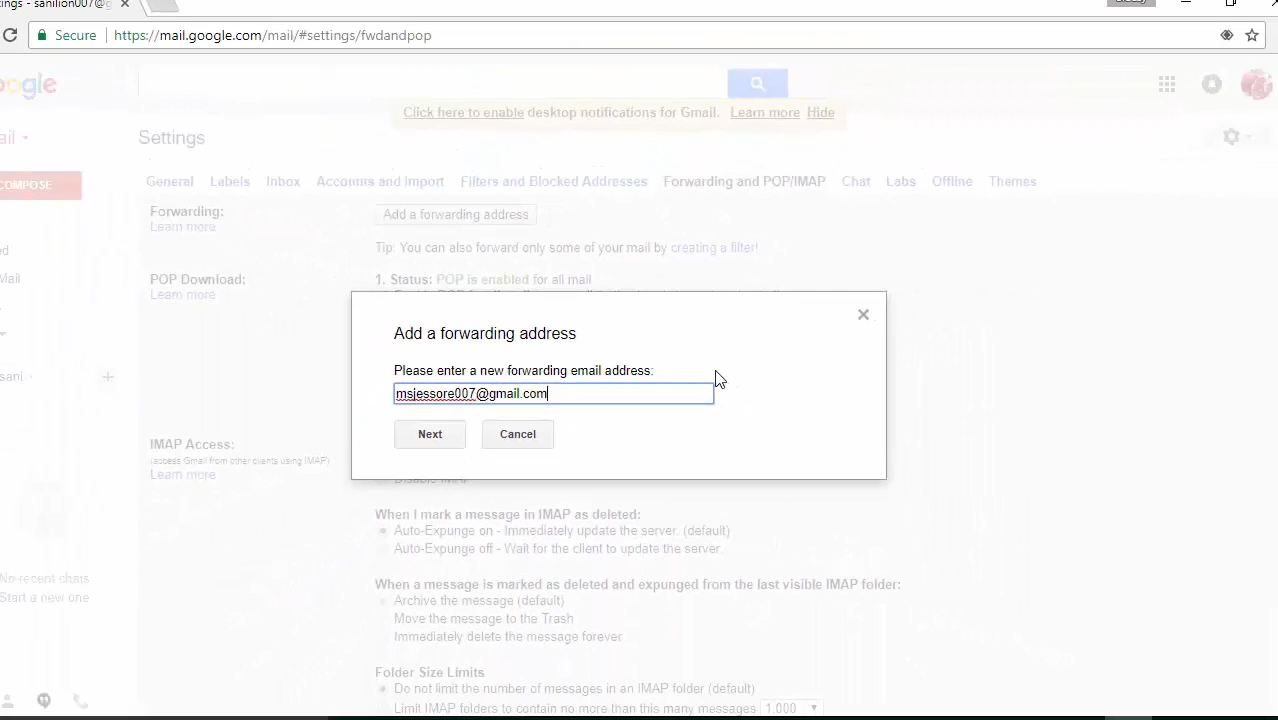 ngs - sanilion007@g
Secure https://mail.google.com/mail/#settings/fwdandpop
ogle
Click here to enable desktop notifications for Gmail. Learn more Hide
ail
Settings
COMPOSE
General Labels Inbox Accounts and Import Filters and Blocked Addresses Forwarding and POP/IMAP Chat Labs Offline Themes
Forwarding:
Learn more
Add a forwarding address
ed
Tip: You can also forward only some of your mail by creating a filter!
Mail
POP Download:
Learn more
1. Status: POP is enabled for all mail
Add a forwarding address
Please enter a new forwarding email address:
sani
msjessore007@gmail.com
Next Cancel
IMAP Access:
(access Gmail from other clients using IMAP)
Learn more
Disable IMAP
When I mark a message in IMAP as deleted:
Auto-Expunge on - Immediately update the server. (default)
Auto-Expunge off - Wait for the client to update the server.
No recent chats
Start a new one
When a message is marked as deleted and expunged from the last visible IMAP folder:
Archive the message (default)
Move the message to the Trash
Immediately delete the message forever
Folder Size Limits
Do not limit the number of messages in an IMAP folder (default)
Limit IMAP folders to contain no more than this many messages 1,000